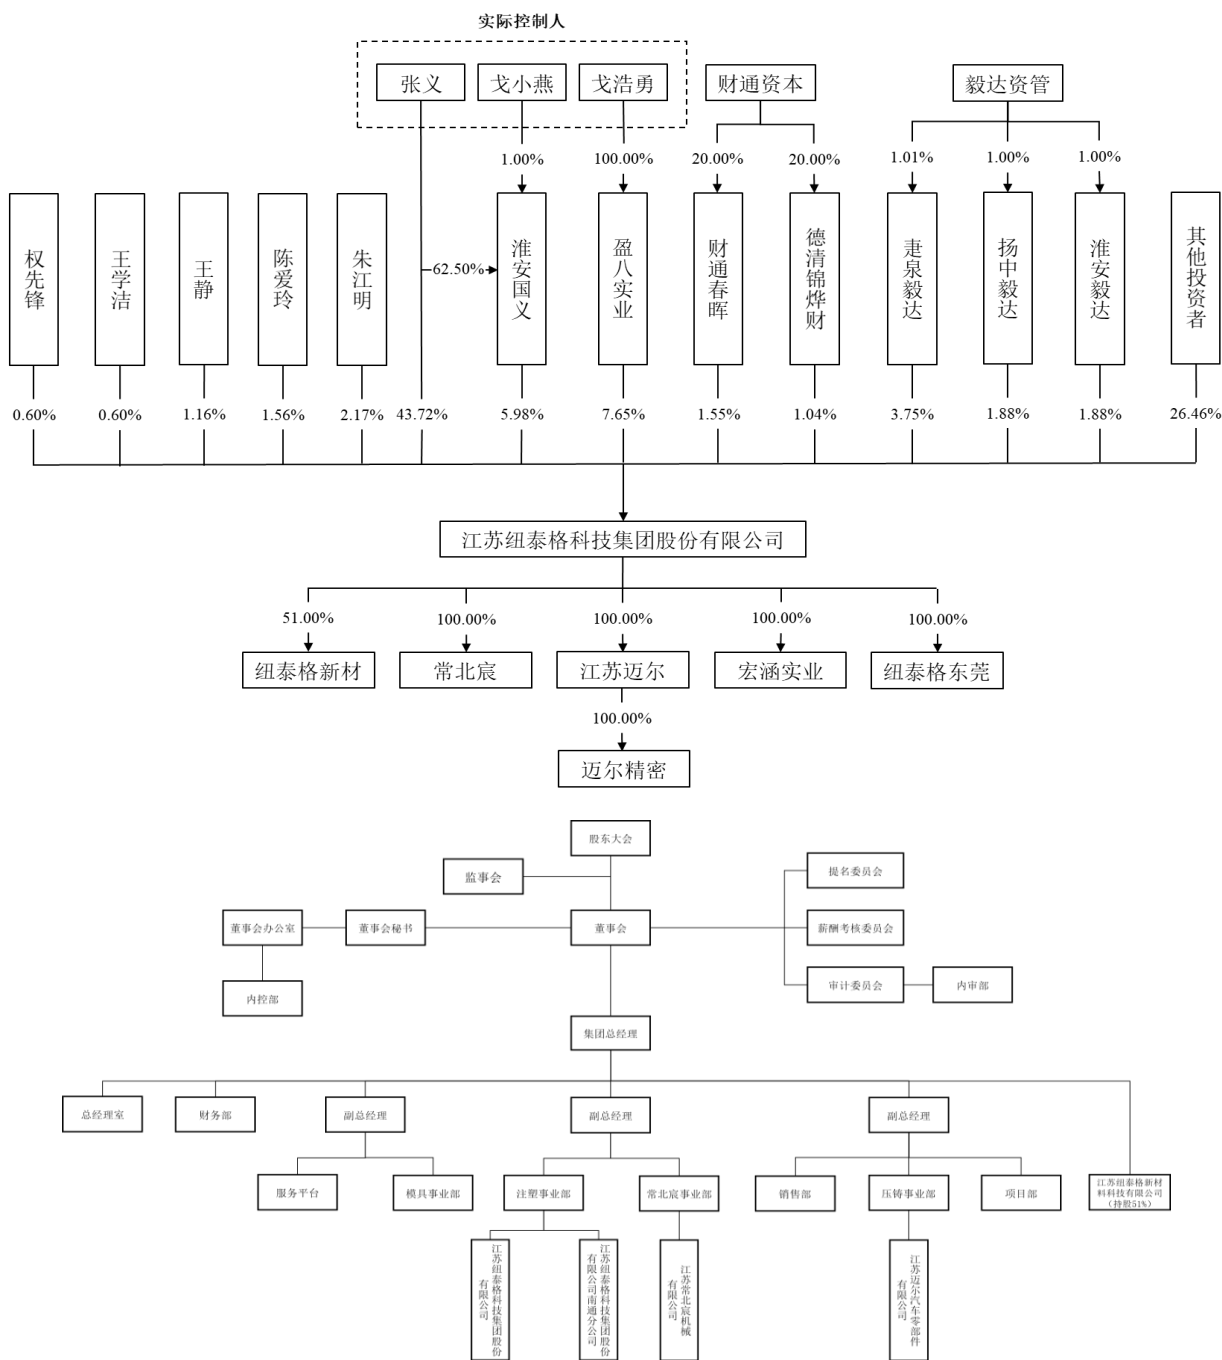 实际控制人
张义
戈小燕
戈浩勇
财通资本
毅达资管
1.00%
100.00%
20.00%
20.00%
1.01%
1.00%
1.00%
权先锋
王学洁
王静
陈爱玲
朱江明
62.50%
淮安国义
盈八实业
财通春晖
德清锦烨财
疌泉毅达
扬中毅达
淮安毅达
其他投资者
0.60%
0.60%
1.16%
1.56%
2.17%
43.72%
5.98%
7.65%
1.55%
1.04%
3.75%
1.88%
1.88%
26.46%
江苏纽泰格科技集团股份有限公司
51.00%
100.00%
100.00%
100.00%
100.00%
纽泰格新材
常北宸
江苏迈尔
宏涵实业
纽泰格东莞
100.00%
迈尔精密
股东大会
监事会
提名委员会
董事会办公室
董事会秘书
董事会
薪酬考核委员会
内控部
审计委员会
内审部
集团总经理
总经理室
财务部
副总经理
副总经理
副总经理
服务平台
模具事业部
注塑事业部
常北宸事业部
销售部
压铸事业部
项目部
江苏纽泰格新材
料科技有限公司
（持股51%）
江苏纽泰格科技集团股份
有限公司
江苏纽泰格科技集团股份
有限公司南通分公司
江苏常北宸机械
有限公司
江苏迈尔汽车零部件
有限公司